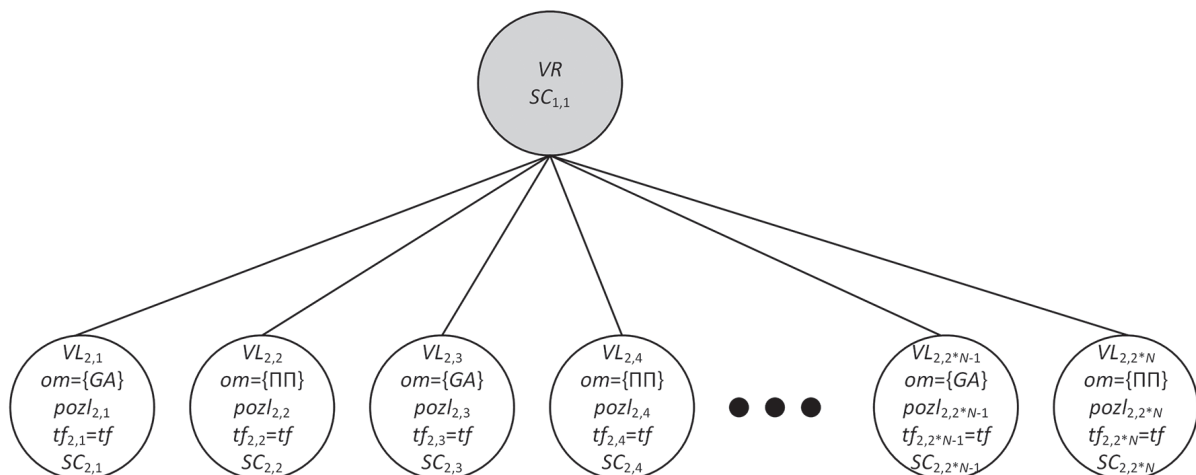 VR
SC1,1
VL2,1
om={GA}
pozl2,1
tf2,1=tf
SC2,1
VL2,2
om={ПП}
pozl2,2
tf2,2=tf
SC2,2
VL2,3
om={GA}
pozl2,3
tf2,3=tf
SC2,3
VL2,4
om={ПП}
pozl2,4
tf2,4=tf
SC2,4
VL2,2*N-1
om={GA}
pozl2,2*N-1
tf2,2*N-1=tf
SC2,2*N-1
VL2,2*N
om={ПП}
pozl2,2*N
tf2,2*N=tf
SC2,2*N